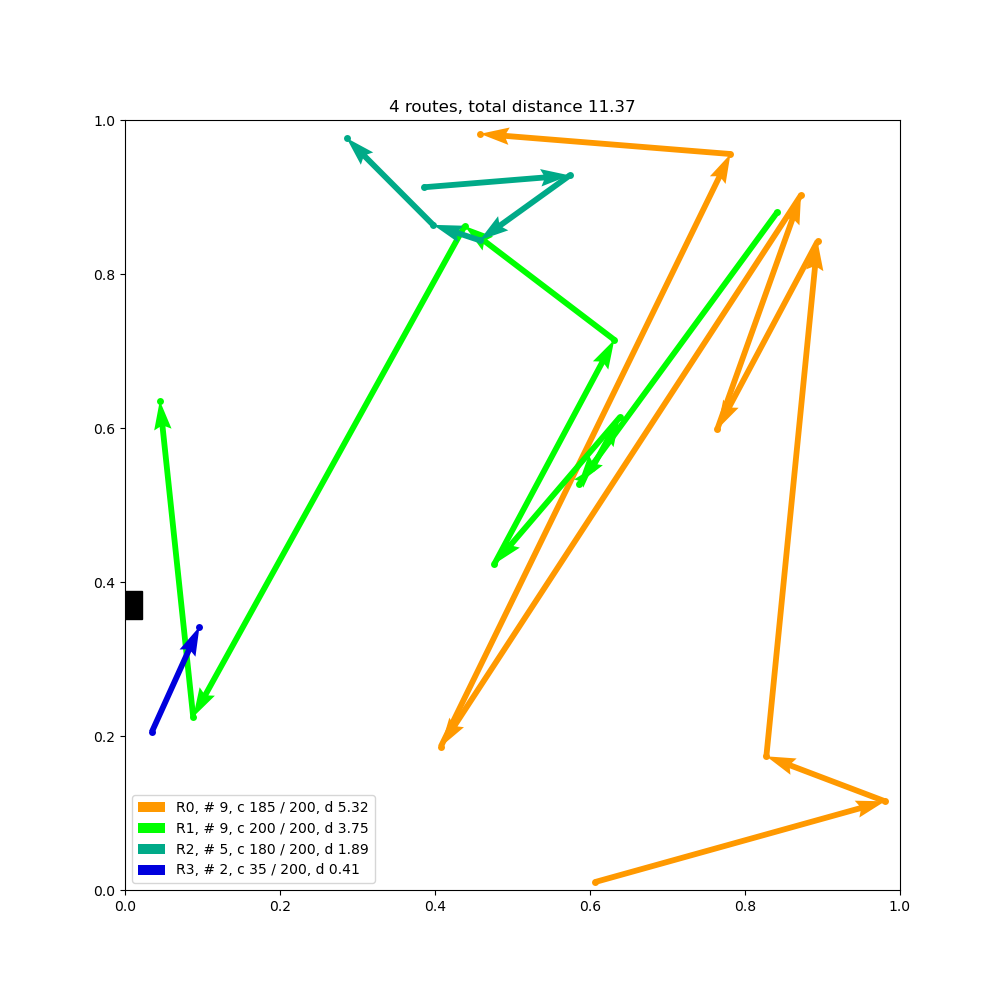 4 routes, total distance 11.37
1.0
0.8
0.6
0.4
0.2
0.0
R0, # 9, c 185 / 200, d 5.32
R1, # 9, c 200 / 200, d 3.75
R2, # 5, c 180 / 200, d 1.89
R3, # 2, c 35 / 200, d 0.41
0.0 0.2 0.4 0.6 0.8 1.0